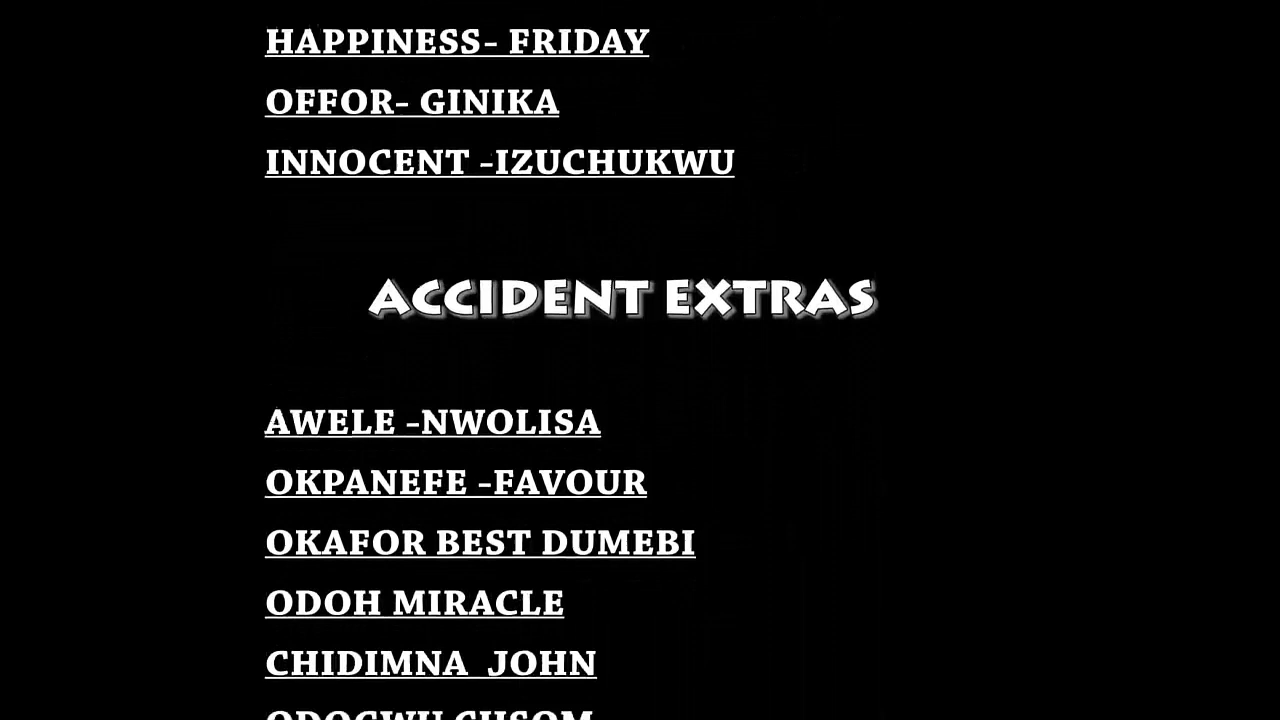 HAPPINESS- FRIDAY
OFFOR- GINIKA
INNOCENT -IZUCHUKWU
ACCIDENT EXTRAS
AWELE -NWOLISA
OKPANEFE -FAVOUR
OKAFOR BEST DUMEBI
ODOH MIRACLE
CHIDIMNA  JOHN